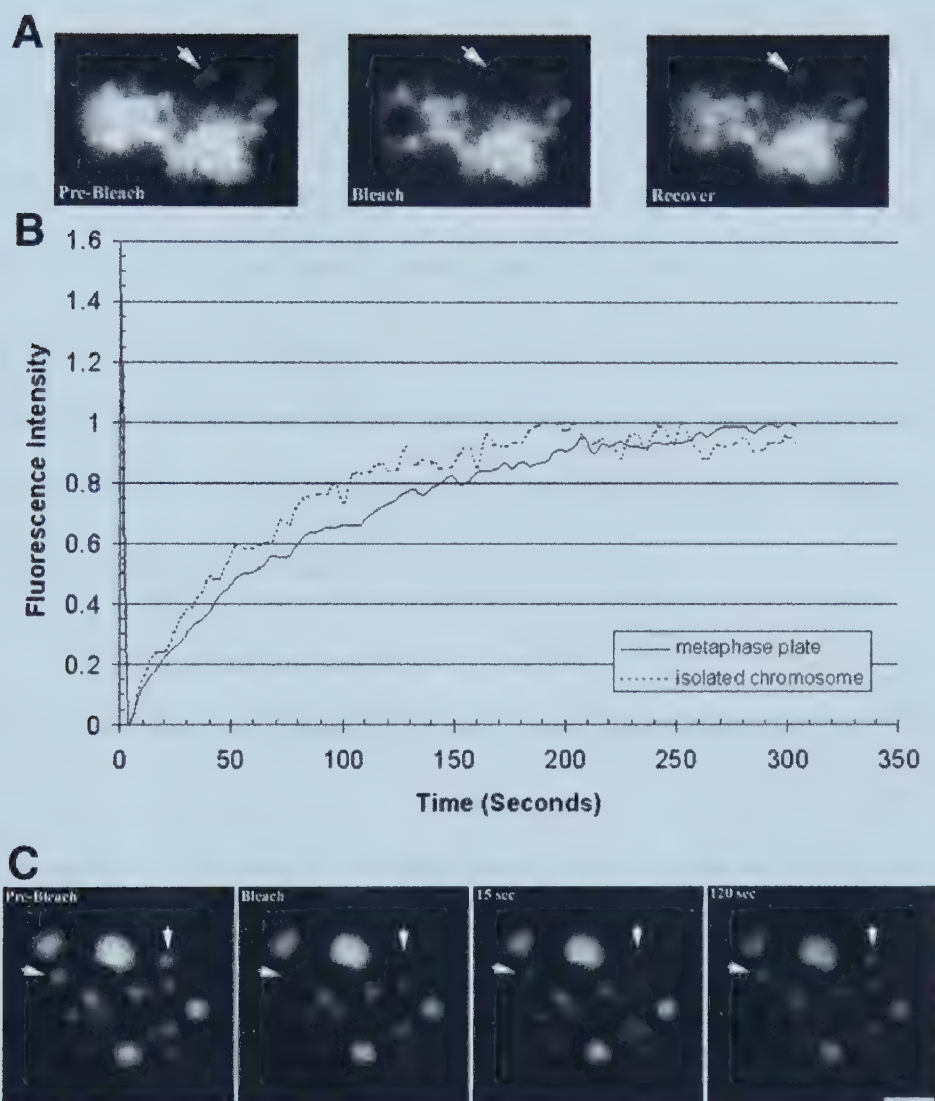 A
Pre-Bleach
Bleach
Recover
B
1.6
1.4
1.2
1
0.8
0.6
0.4
0.2
0
Fluorescence Intensity
metaphase plate
isolated chromosome
0 50 100 150 200 250 300 350
Time (Seconds)
C
Pre-Bleach
Bleach
15 sec
120 sec